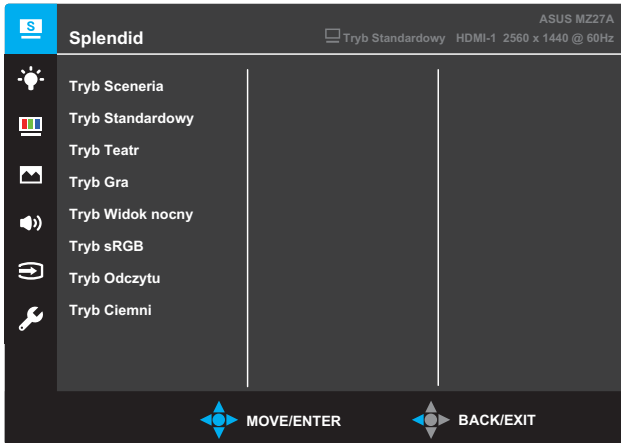 S
ASUS MZ27A
Splendid
Tryb Standardowy HDMI-1 2560 x 1440 @ 60Hz
Tryb Sceneria
Tryb Standardowy
Tryb Teatr
Tryb Gra
Tryb Widok nocny
Tryb sRGB
Tryb Odczytu
Tryb Ciemni
MOVE/ENTER
BACK/EXIT